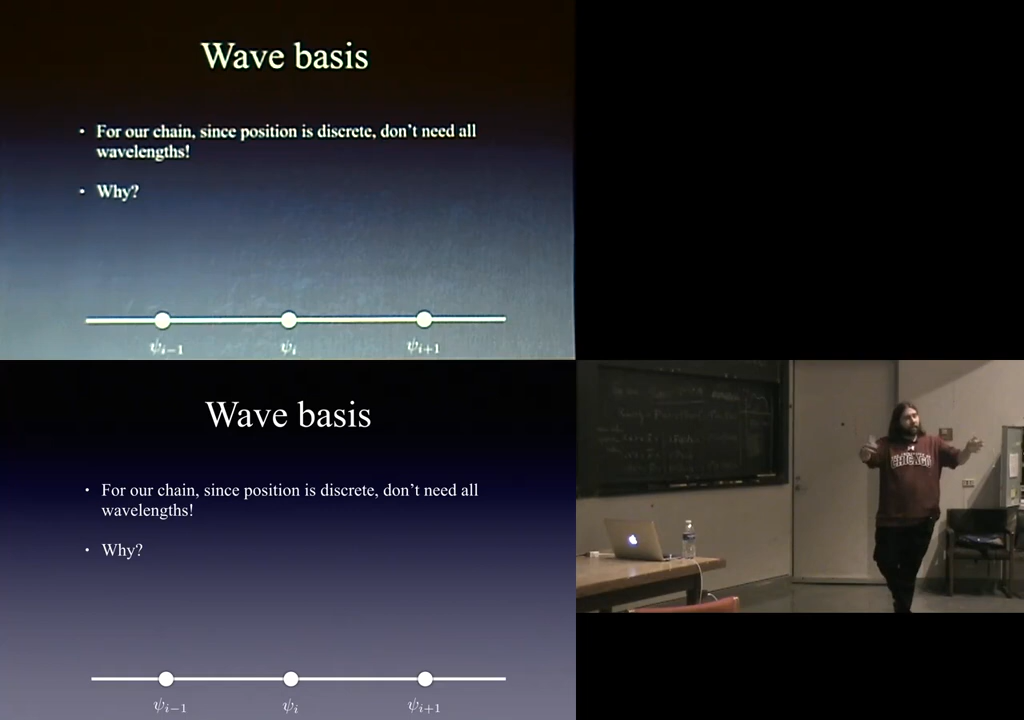 Wave basis
• For our chain, since position is discrete, don't need all
wavelengths!
• Why?
ψᵢ₋₁ ψᵢ ψᵢ₊₁
Wave basis
• For our chain, since position is discrete, don't need all
wavelengths!
• Why?
ψᵢ₋₁ ψᵢ ψᵢ₊₁
CHICAGO